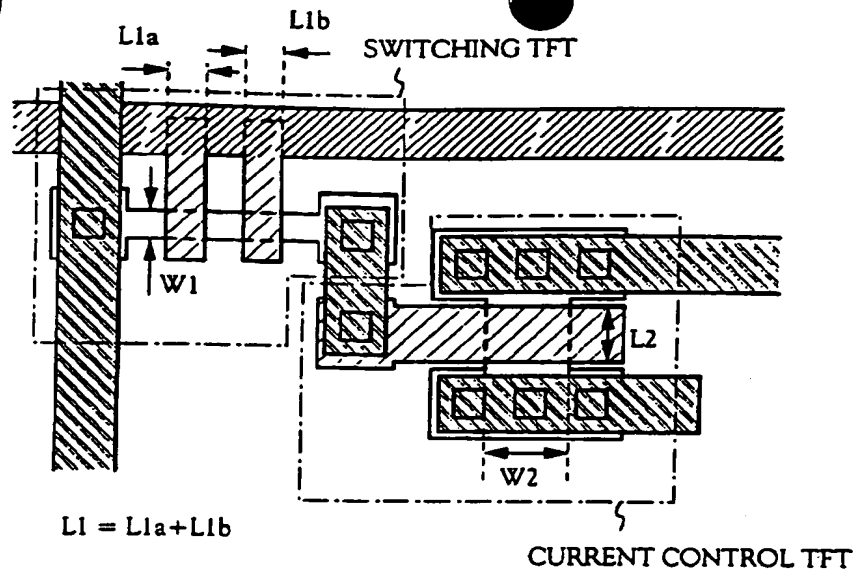 L1a
L1b
SWITCHING TFT
W1
L2
W2
L1 = L1a+L1b
CURRENT CONTROL TFT